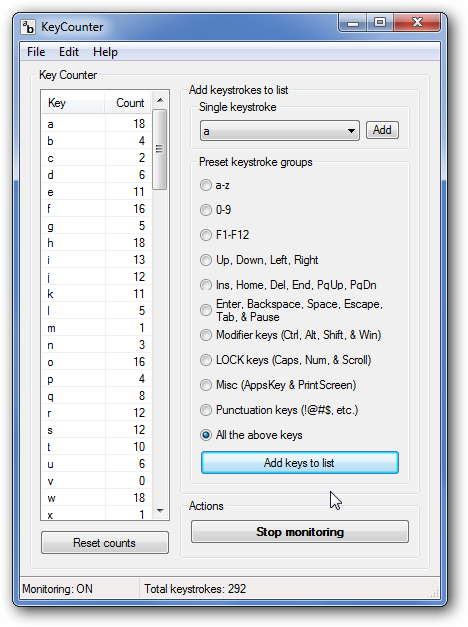 ab KeyCounter
File Edit Help
Key Counter
Key Count
a 18
b 4
c 2
d 6
e 11
f 16
g 5
h 18
i 13
j 12
k 11
l 5
m 1
n 3
o 16
p 4
q 8
r 12
s 12
t 10
u 6
v 0
w 18
x 1
Reset counts
Add keystrokes to list
Single keystroke
a
Add
Preset keystroke groups
a-z
0-9
F1-F12
Up, Down, Left, Right
Ins, Home, Del, End, PgUp, PgDn
Enter, Backspace, Space, Escape,
Tab, & Pause
Modifier keys (Ctrl, Alt, Shift, & Win)
LOCK keys (Caps, Num, & Scroll)
Misc (AppsKey & PrintScreen)
Punctuation keys (!@#$, etc.)
All the above keys
Add keys to list
Actions
Stop monitoring
Monitoring: ON Total keystrokes: 292